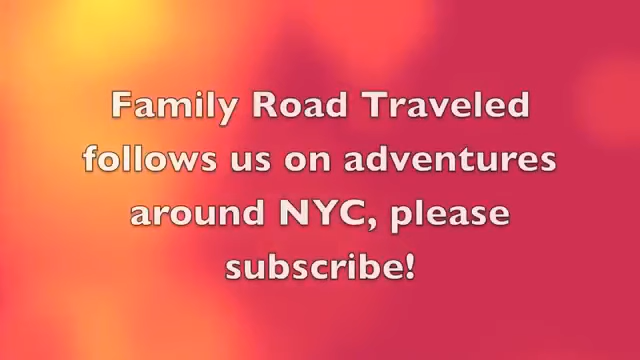 Family Road Traveled
follows us on adventures
around NYC, please
subscribe!